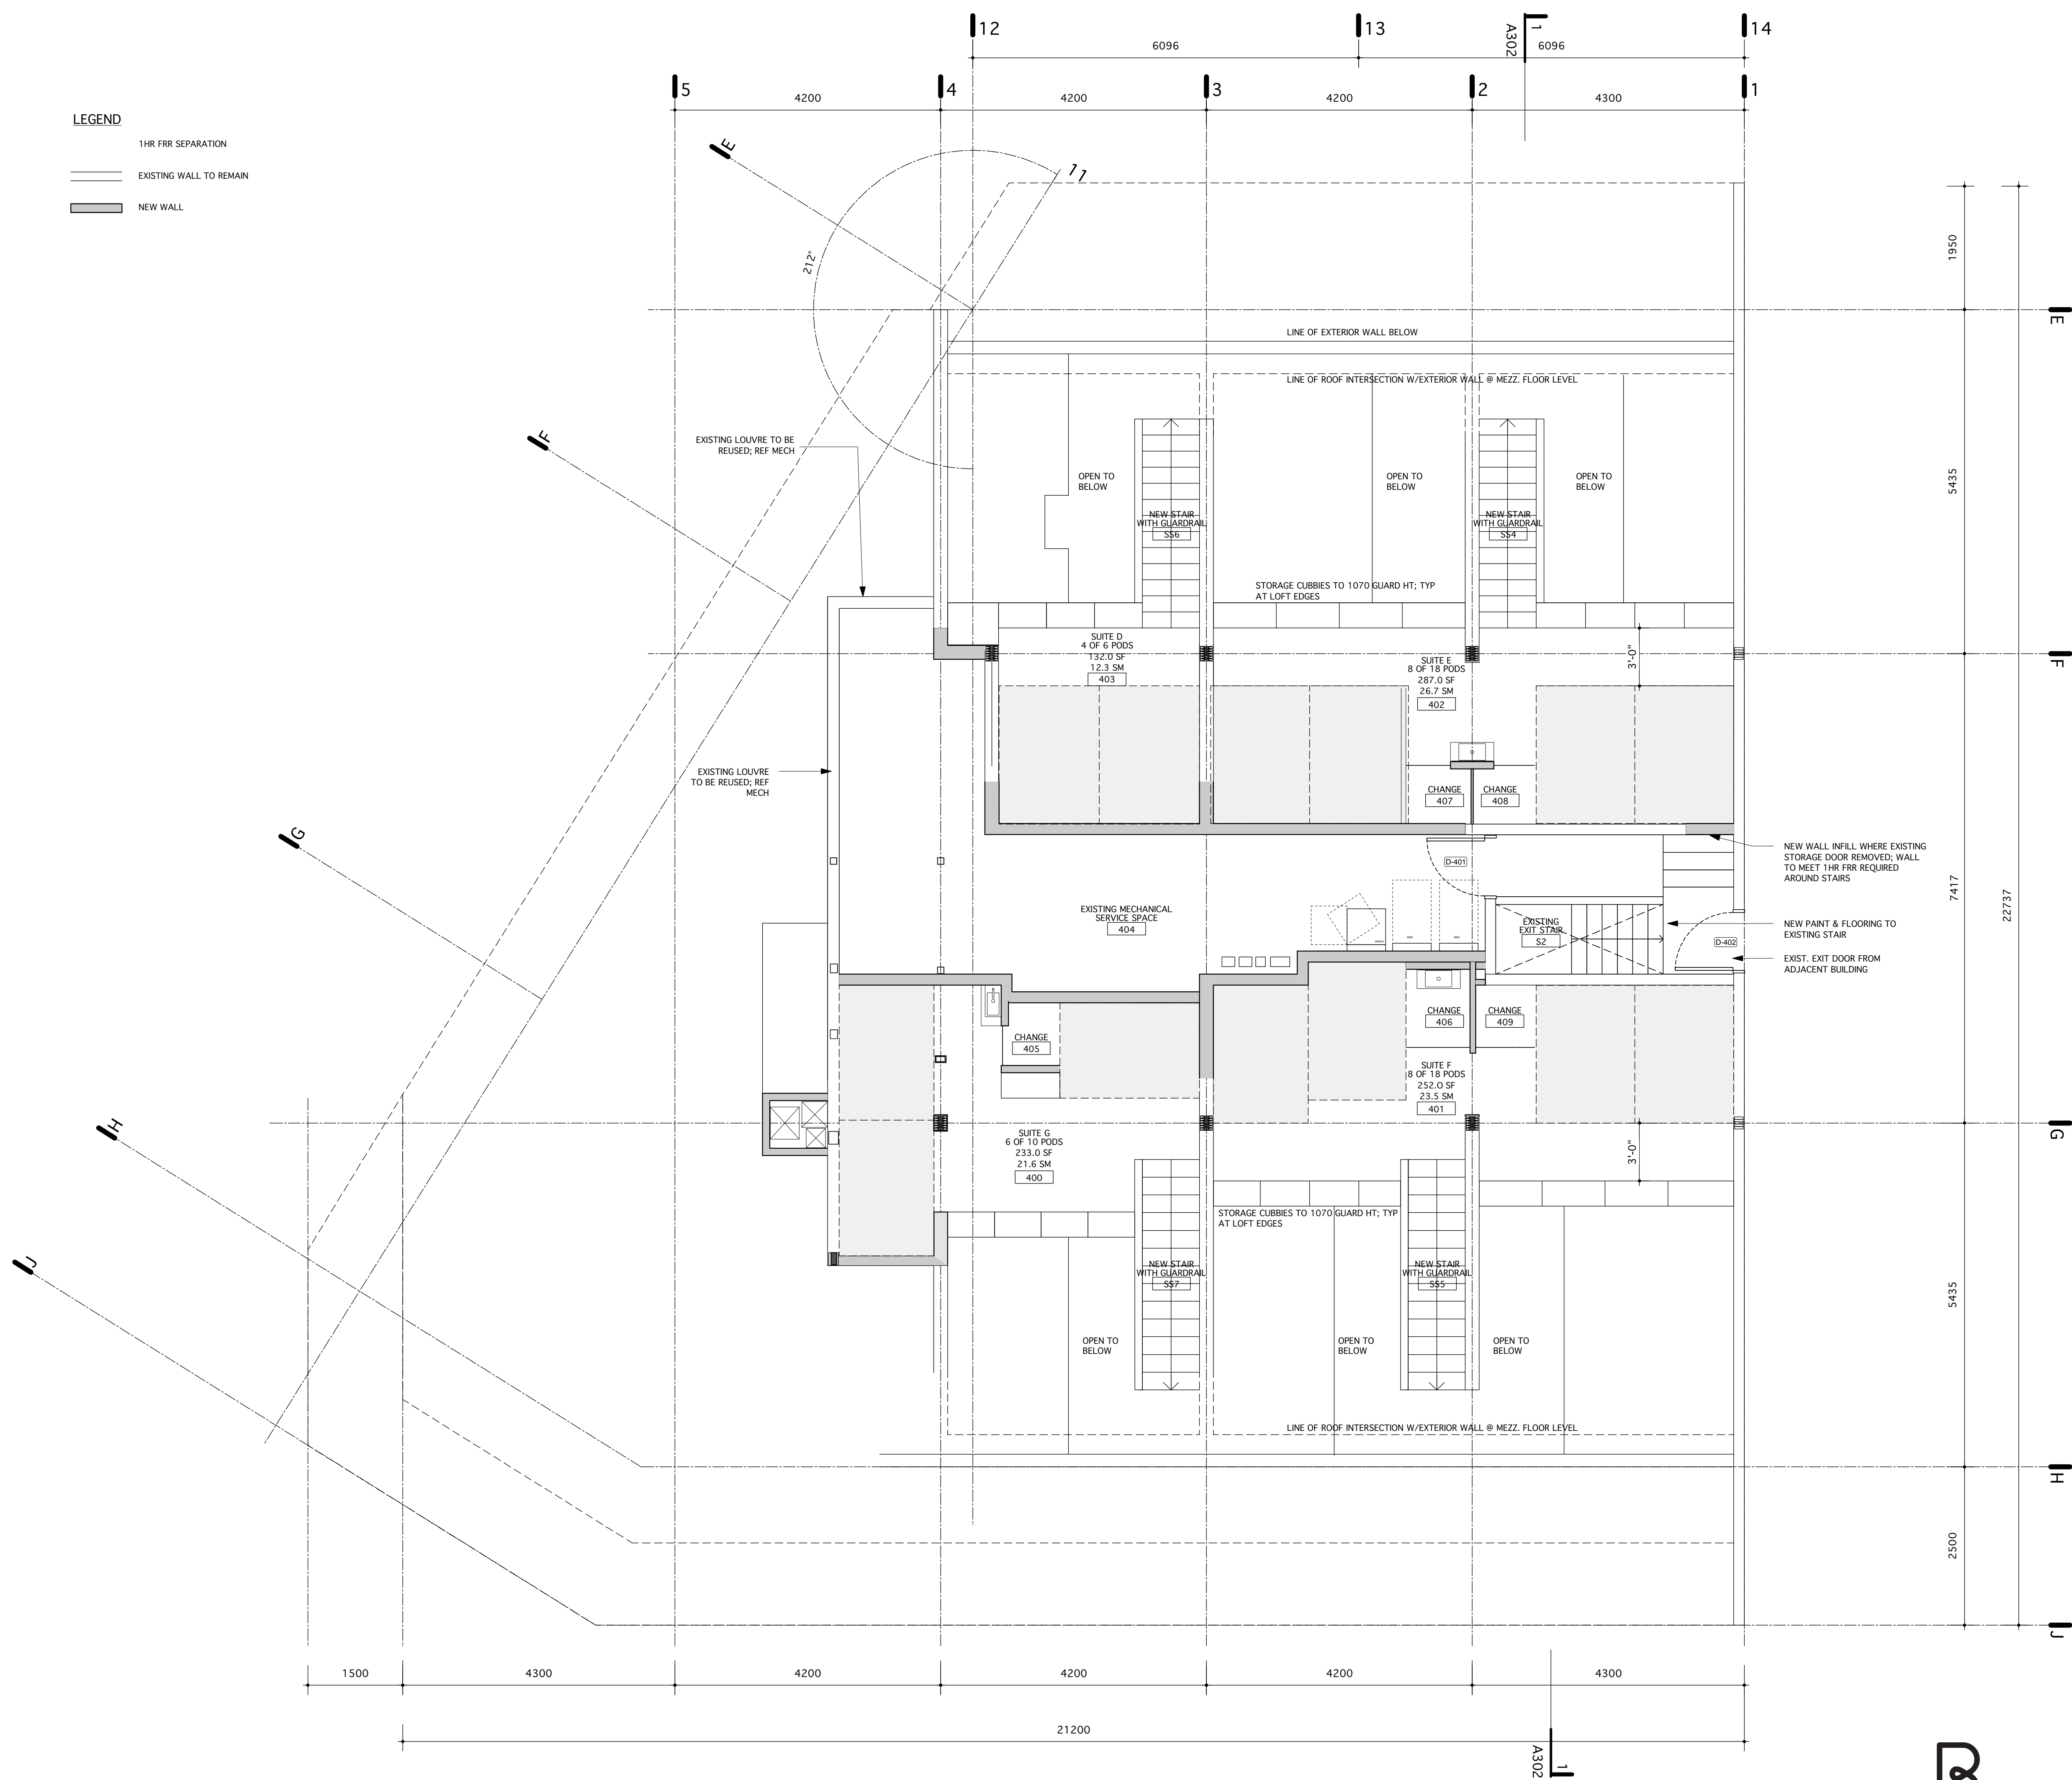 12
13
1
A302
14
6096
6096
5
4
3
2
1
4200
4200
4200
4300
LEGEND
1HR FRR SEPARATION
EXISTING WALL TO REMAIN
NEW WALL
E
11
212°
1950
E
LINE OF EXTERIOR WALL BELOW
LINE OF ROOF INTERSECTION W/EXTERIOR WALL @ MEZZ. FLOOR LEVEL
F
EXISTING LOUVRE TO BE
REUSED; REF MECH
OPEN TO
BELOW
OPEN TO
BELOW
OPEN TO
BELOW
5435
NEW STAIR
WITH GUARDRAIL
SS6
NEW STAIR
WITH GUARDRAIL
SS4
STORAGE CUBBIES TO 1070 GUARD HT; TYP
AT LOFT EDGES
SUITE D
4 OF 6 PODS
132.0 SF
12.3 SM
403
SUITE E
8 OF 18 PODS
287.0 SF
26.7 SM
402
3'-0"
F
EXISTING LOUVRE
TO BE REUSED; REF
MECH
CHANGE
407
CHANGE
408
G
D-401
NEW WALL INFILL WHERE EXISTING
STORAGE DOOR REMOVED; WALL
TO MEET 1HR FRR REQUIRED
AROUND STAIRS
7417
22737
EXISTING MECHANICAL
SERVICE SPACE
404
EXISTING
EXIT STAIR
S2
NEW PAINT & FLOORING TO
EXISTING STAIR
D-402
EXIST. EXIT DOOR FROM
ADJACENT BUILDING
CHANGE
405
CHANGE
406
CHANGE
409
SUITE F
8 OF 18 PODS
252.0 SF
23.5 SM
401
H
SUITE G
6 OF 10 PODS
233.0 SF
21.6 SM
400
3'-0"
G
STORAGE CUBBIES TO 1070 GUARD HT; TYP
AT LOFT EDGES
J
NEW STAIR
WITH GUARDRAIL
SS7
NEW STAIR
WITH GUARDRAIL
SS5
5435
OPEN TO
BELOW
OPEN TO
BELOW
OPEN TO
BELOW
LINE OF ROOF INTERSECTION W/EXTERIOR WALL @ MEZZ. FLOOR LEVEL
H
2500
J
1500
4300
4200
4200
4200
4300
21200
1
A302